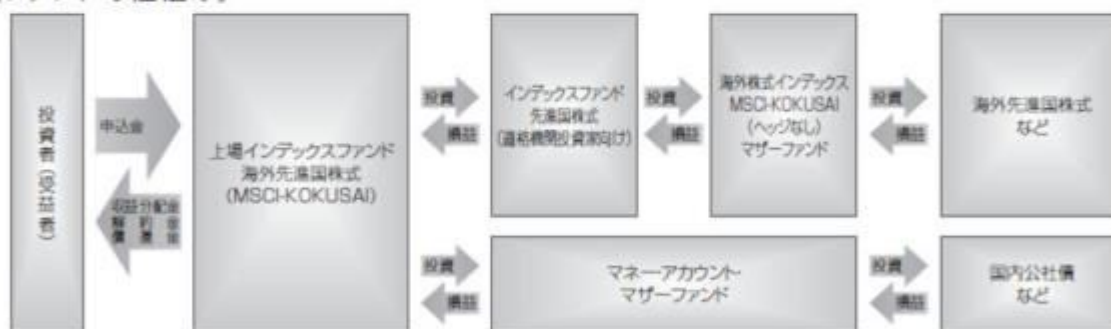 投資者(受益者)
申込金
収益分配金
解約金
償還金
上場インデックスファンド
海外先進国株式
(MSCI-KOKUSAI)
投資
損益
インデックスファンド
先進国株式
(適格機関投資家向け)
投資
損益
海外株式インデックス
MSCI-KOKUSAI
(ヘッジなし)
マザーファンド
投資
損益
海外先進国株式
など
投資
損益
マネー・アカウント・
マザーファンド
投資
損益
国内公社債
など